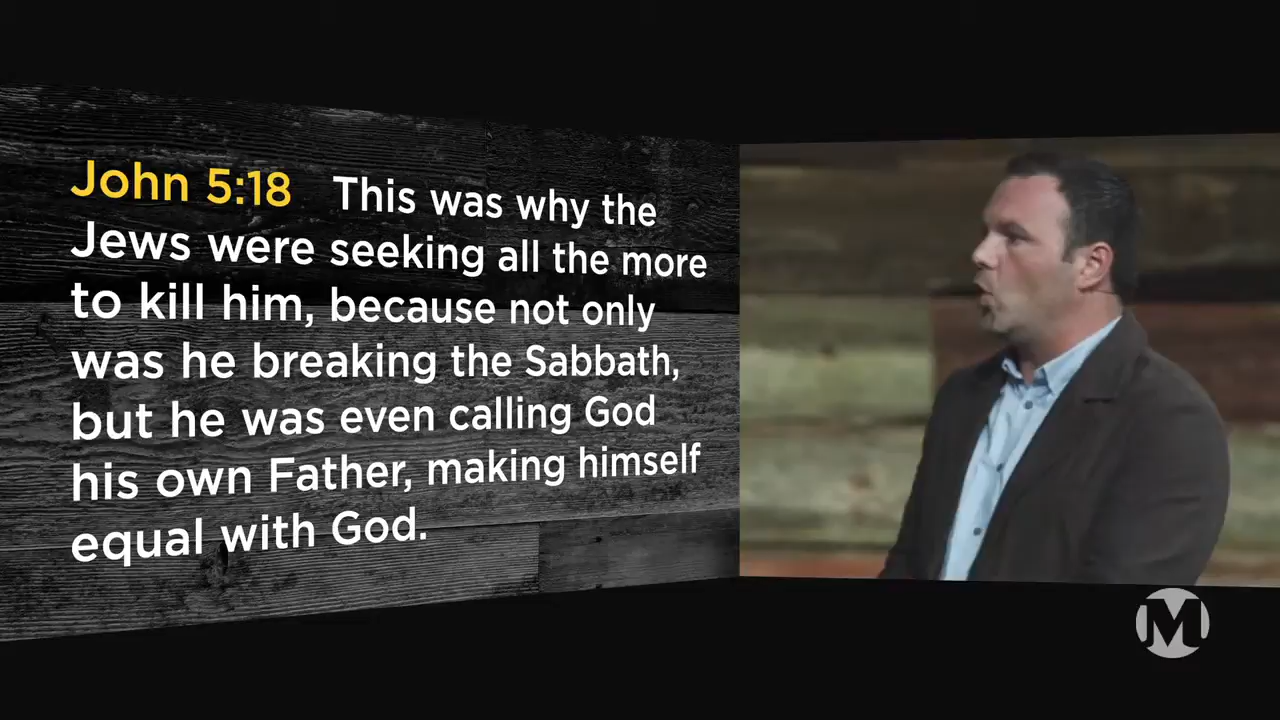 John 5:18 This was why the
Jews were seeking all the more
to kill him, because not only
was he breaking the Sabbath,
but he was even calling God
his own Father, making himself
equal with God.
M